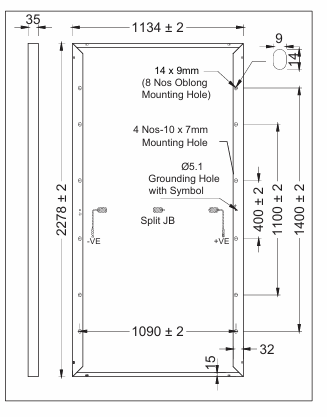 35
1134 ± 2
9
14
14 x 9mm
(8 Nos Oblong
Mounting Hole)
4 Nos-10 x 7mm
Mounting Hole
Ø5.1
Grounding Hole
with Symbol
2278 ± 2
400 ± 2
1100 ± 2
1400 ± 2
Split JB
-VE
+VE
1090 ± 2
15
32